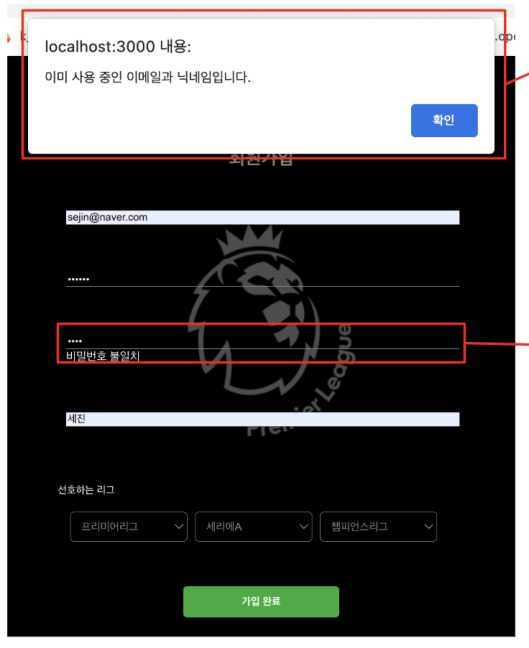 localhost:3000 내용:
이미 사용 중인 이메일과 닉네임입니다.
확인
회원가입
sejin@naver.com
••••••
••••
비밀번호 불일치
세진
Premier League
선호하는 리그
프리미어리그
세리에A
챔피언스리그
가입 완료